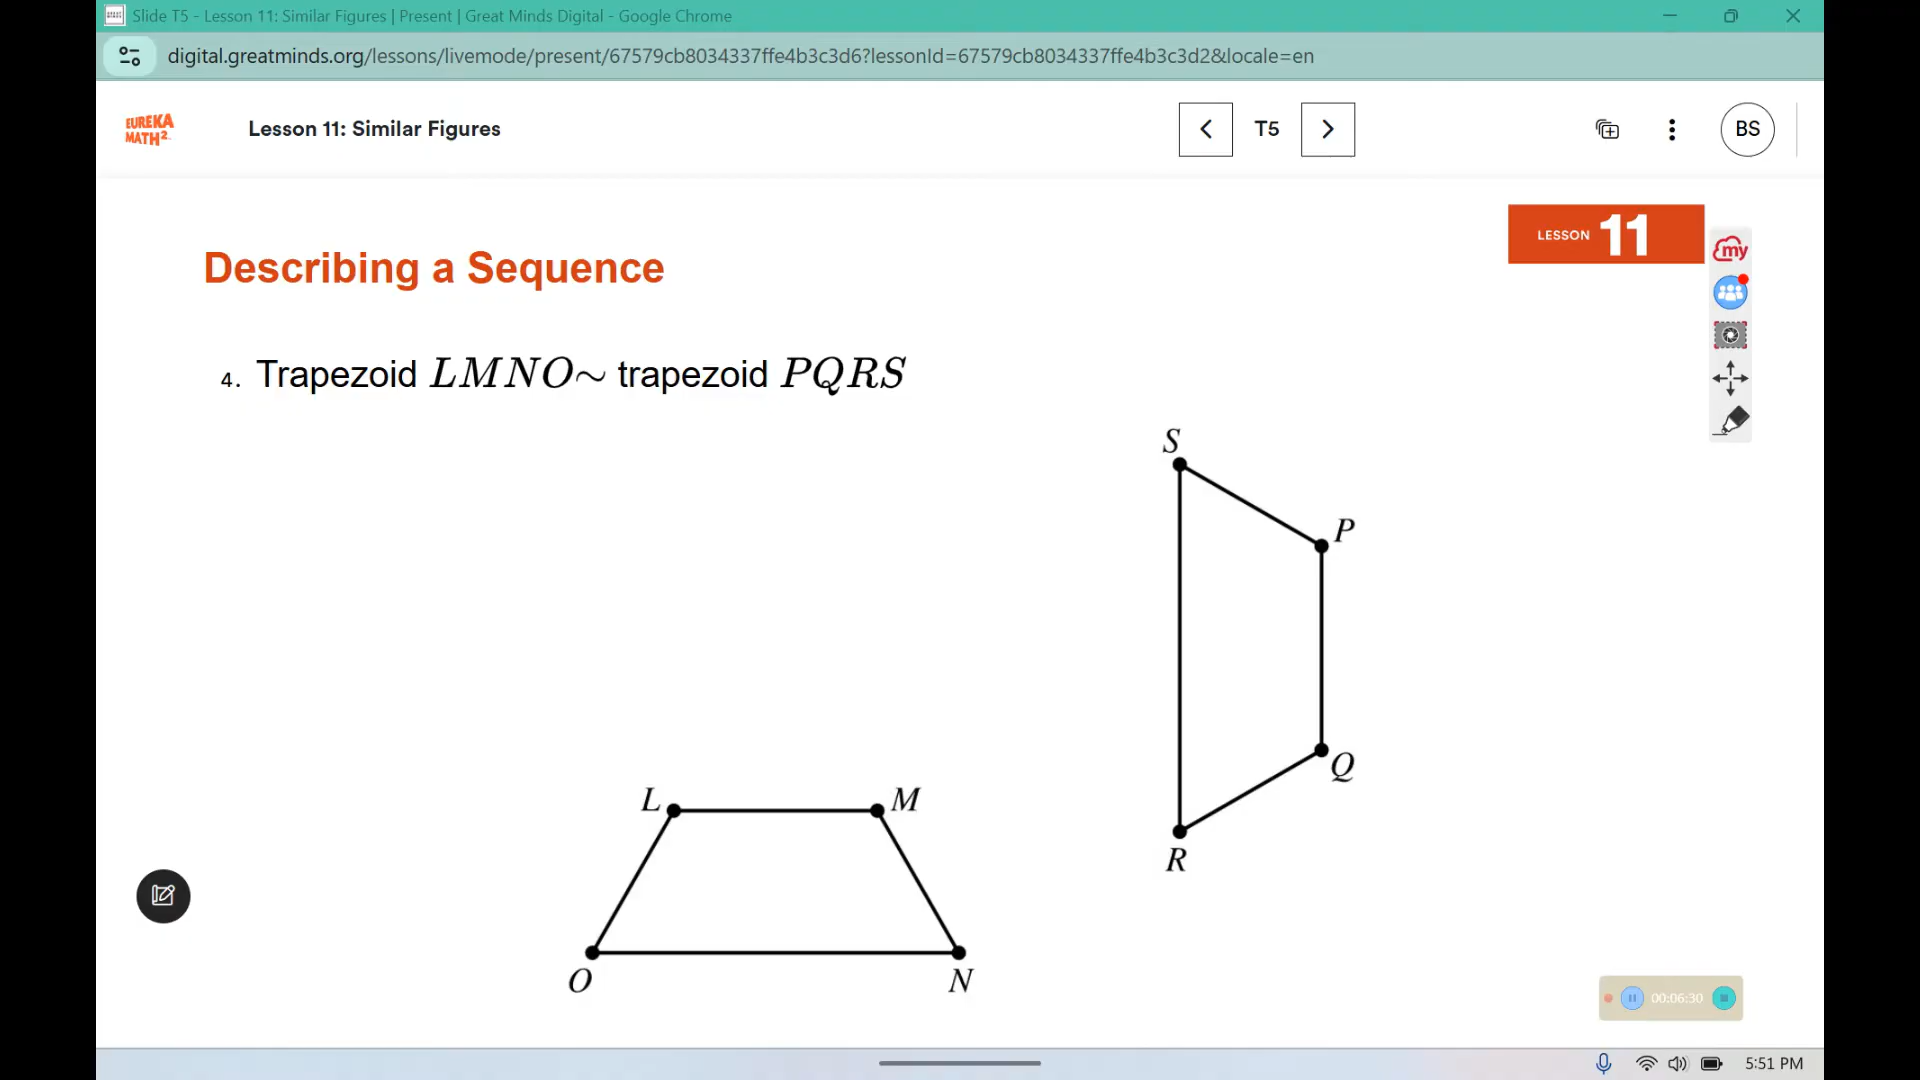 Slide T5 - Lesson 11: Similar Figures | Present | Great Minds Digital - Google Chrome
digital.greatminds.org/lessons/livemode/present/67579cb8034337ffe4b3c3d6?lessonId=67579cb8034337ffe4b3c3d2&locale=en
EUREKA
MATH²
Lesson 11: Similar Figures
T5
BS
LESSON 11
my
Describing a Sequence
4. Trapezoid LMNO~ trapezoid PQRS
S
P
Q
L
M
R
O
N
00:06:30
5:51 PM